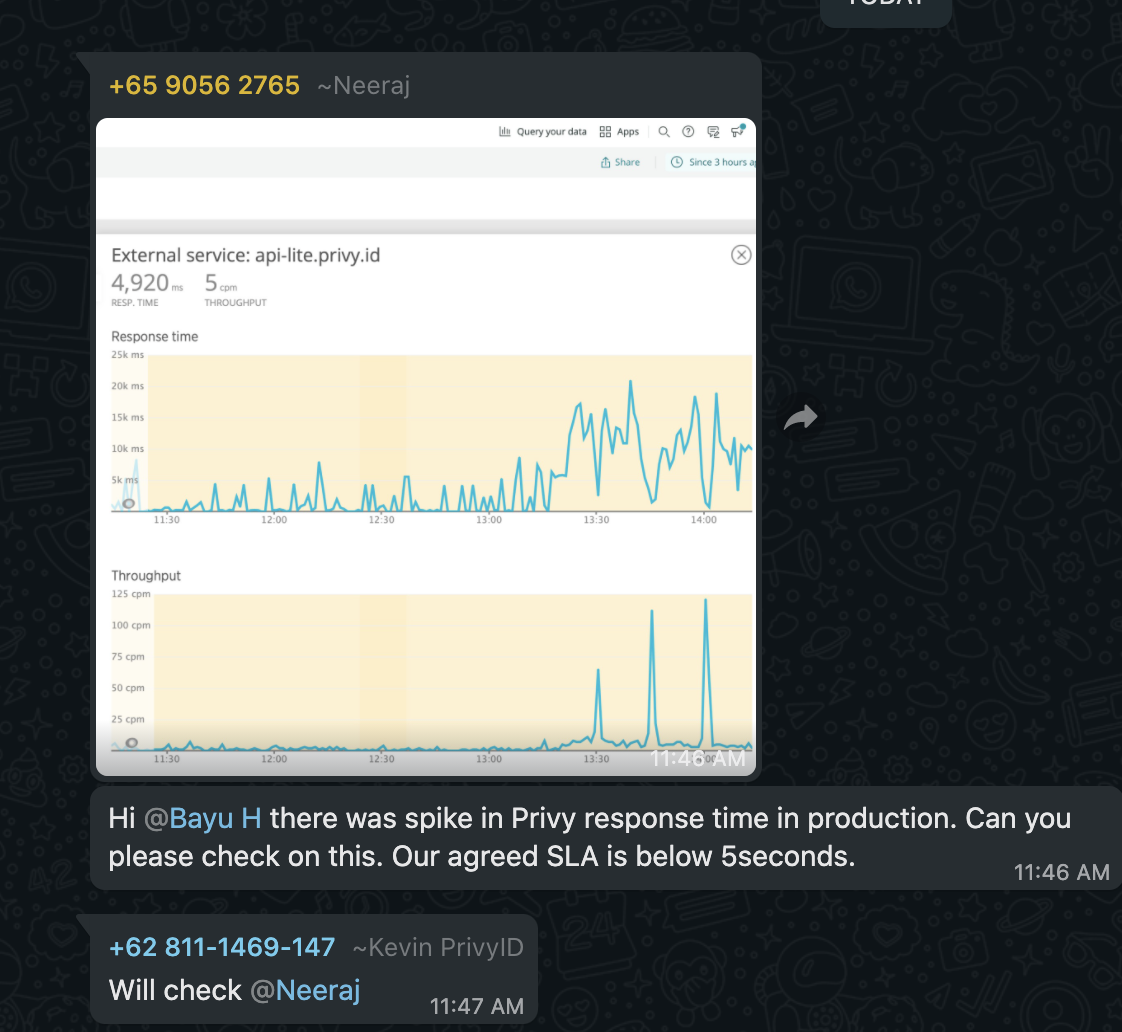 TODAY
+65 9056 2765 ~Neeraj
Query your data Apps
Share Since 3 hours a
External service: api-lite.privy.id
4,920 ms 5 cpm
RESP. TIME THROUGHPUT
Response time
25k ms
20k ms
15k ms
10k ms
5k ms
11:30 12:00 12:30 13:00 13:30 14:00
Throughput
125 cpm
100 cpm
75 cpm
50 cpm
25 cpm
11:30 12:00 12:30 13:00 13:30
11:46 AM
Hi @Bayu H there was spike in Privy response time in production. Can you
please check on this. Our agreed SLA is below 5seconds.
11:46 AM
+62 811-1469-147 ~Kevin PrivyID
Will check @Neeraj
11:47 AM